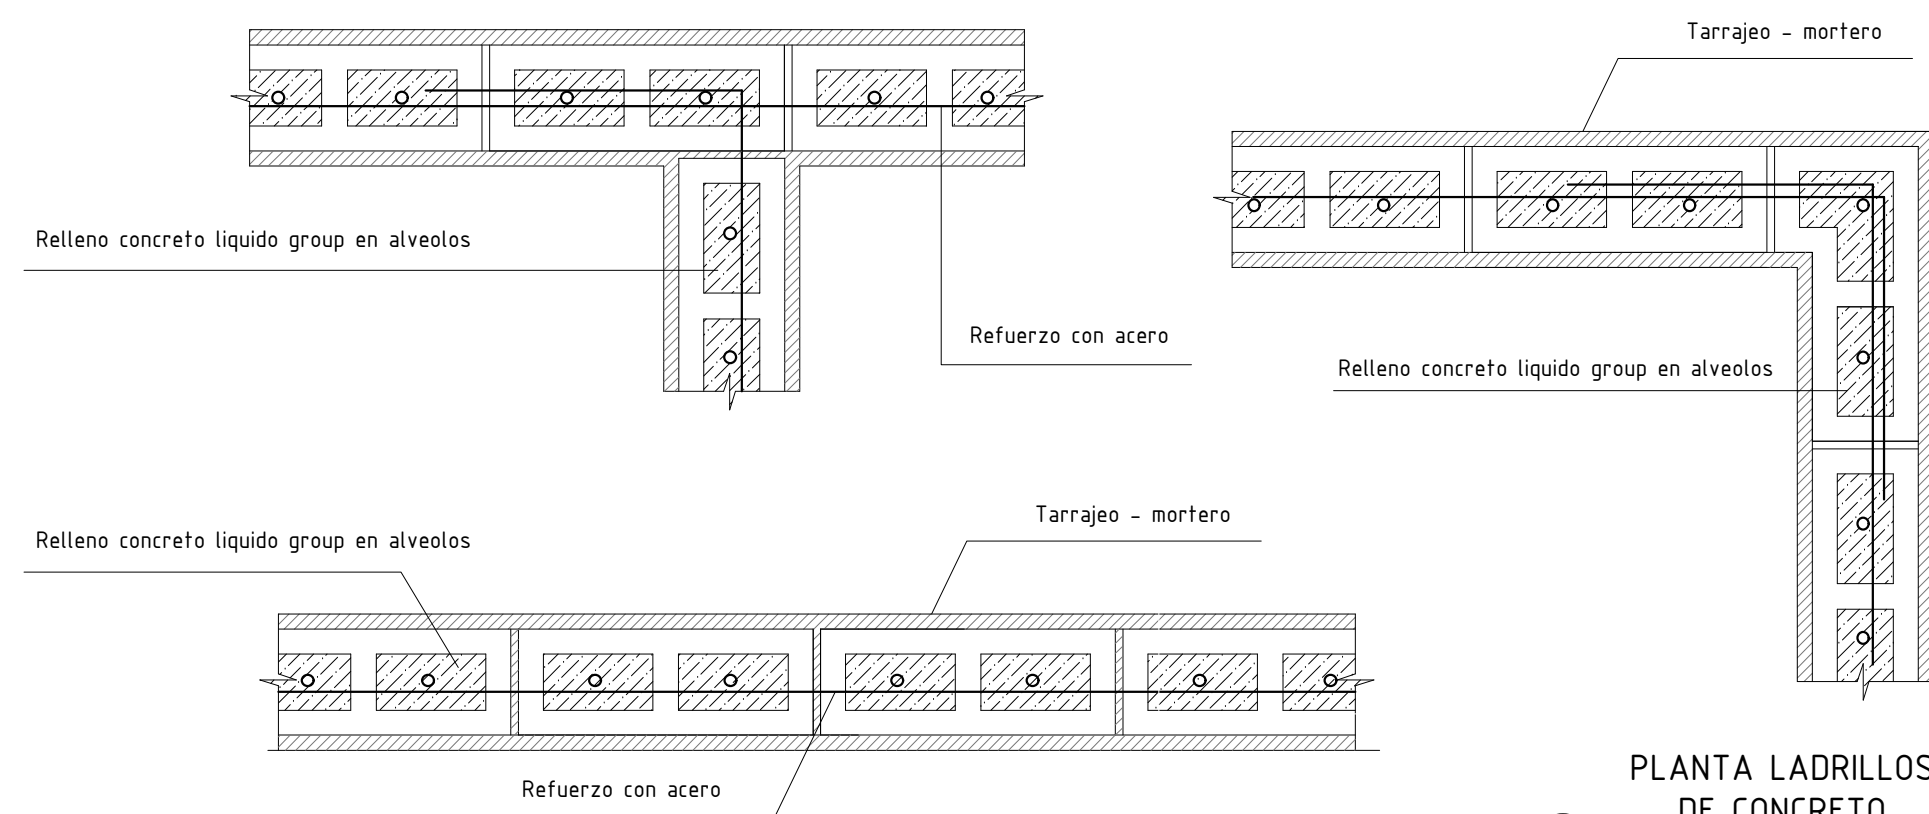 Tarrajeo - mortero
Relleno concreto liquido group en alveolos
Refuerzo con acero
Relleno concreto liquido group en alveolos
Tarrajeo - mortero
Relleno concreto liquido group en alveolos
Refuerzo con acero
PLANTA LADRILLOS
DE CONCRETO